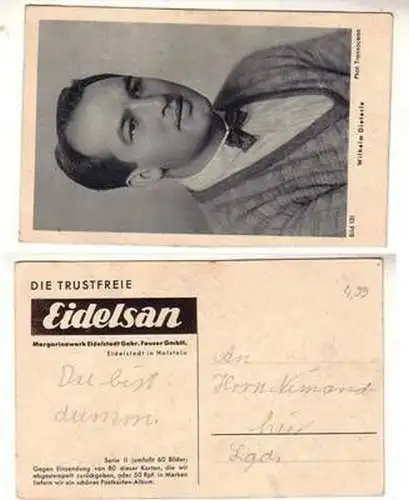 Bild 131
Wilhelm Dieterle
Phot. Transocean
DIE TRUSTFREIE
Eidelsan
Margarinewerk Eidelstedt Gebr. Fauser GmbH.,
Eidelstedt in Holstein
Du bist
dumm.
Serie II (umfaßt 60 Bilder)
Gegen Einsendung von 80 dieser Karten, die wir
abgestempelt zurückgeben, oder 50 Rpf. in Marken
liefern wir ein schönes Postkarten-Album.
4,99
An
Herrn Niemand
hier